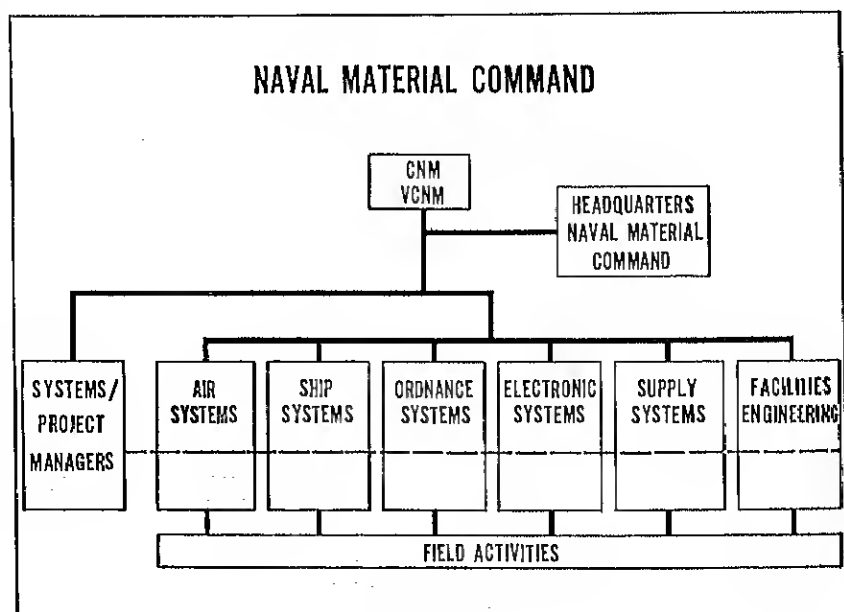 NAVAL MATERIAL COMMAND
CNM
VCNM
HEADQUARTERS
NAVAL MATERIAL
COMMAND
SYSTEMS/
PROJECT
MANAGERS
AIR
SYSTEMS
SHIP
SYSTEMS
ORDNANCE
SYSTEMS
ELECTRONIC
SYSTEMS
SUPPLY
SYSTEMS
FACILITIES
ENGINEERING
FIELD ACTIVITIES